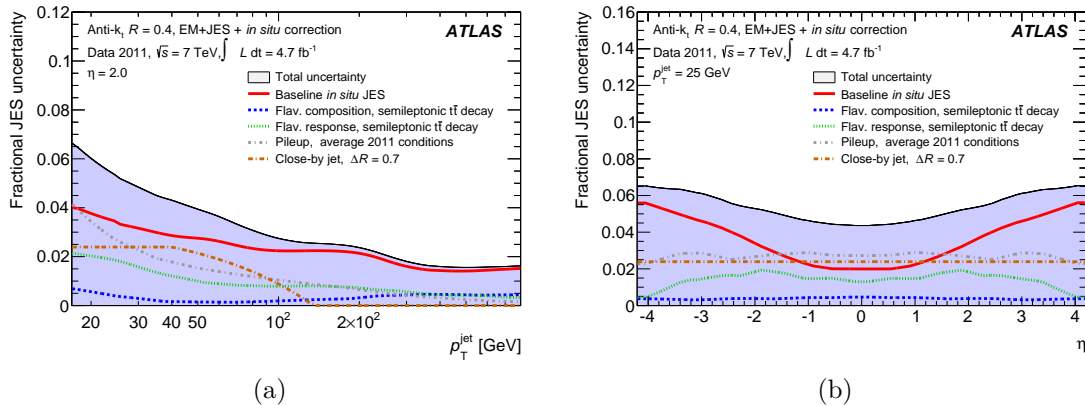 Fractional JES uncertainty
0.12
0.1
0.08
0.06
0.04
0.02
0
Anti-kₜ R = 0.4, EM+JES + in situ correction
ATLAS
Data 2011, √s = 7 TeV, ∫ L dt = 4.7 fb⁻¹
η = 2.0
Total uncertainty
Baseline in situ JES
Flav. composition, semileptonic tt̄ decay
Flav. response, semileptonic tt̄ decay
Pileup, average 2011 conditions
Close-by jet, ΔR = 0.7
20 30 40 50 10² 2×10²
p_T^jet [GeV]
(a)
Fractional JES uncertainty
0.16
0.14
0.12
0.1
0.08
0.06
0.04
0.02
0
Anti-kₜ R = 0.4, EM+JES + in situ correction
ATLAS
Data 2011, √s = 7 TeV, ∫ L dt = 4.7 fb⁻¹
p_T^jet = 25 GeV
Total uncertainty
Baseline in situ JES
Flav. composition, semileptonic tt̄ decay
Flav. response, semileptonic tt̄ decay
Pileup, average 2011 conditions
Close-by jet, ΔR = 0.7
-4 -3 -2 -1 0 1 2 3 4
η
(b)